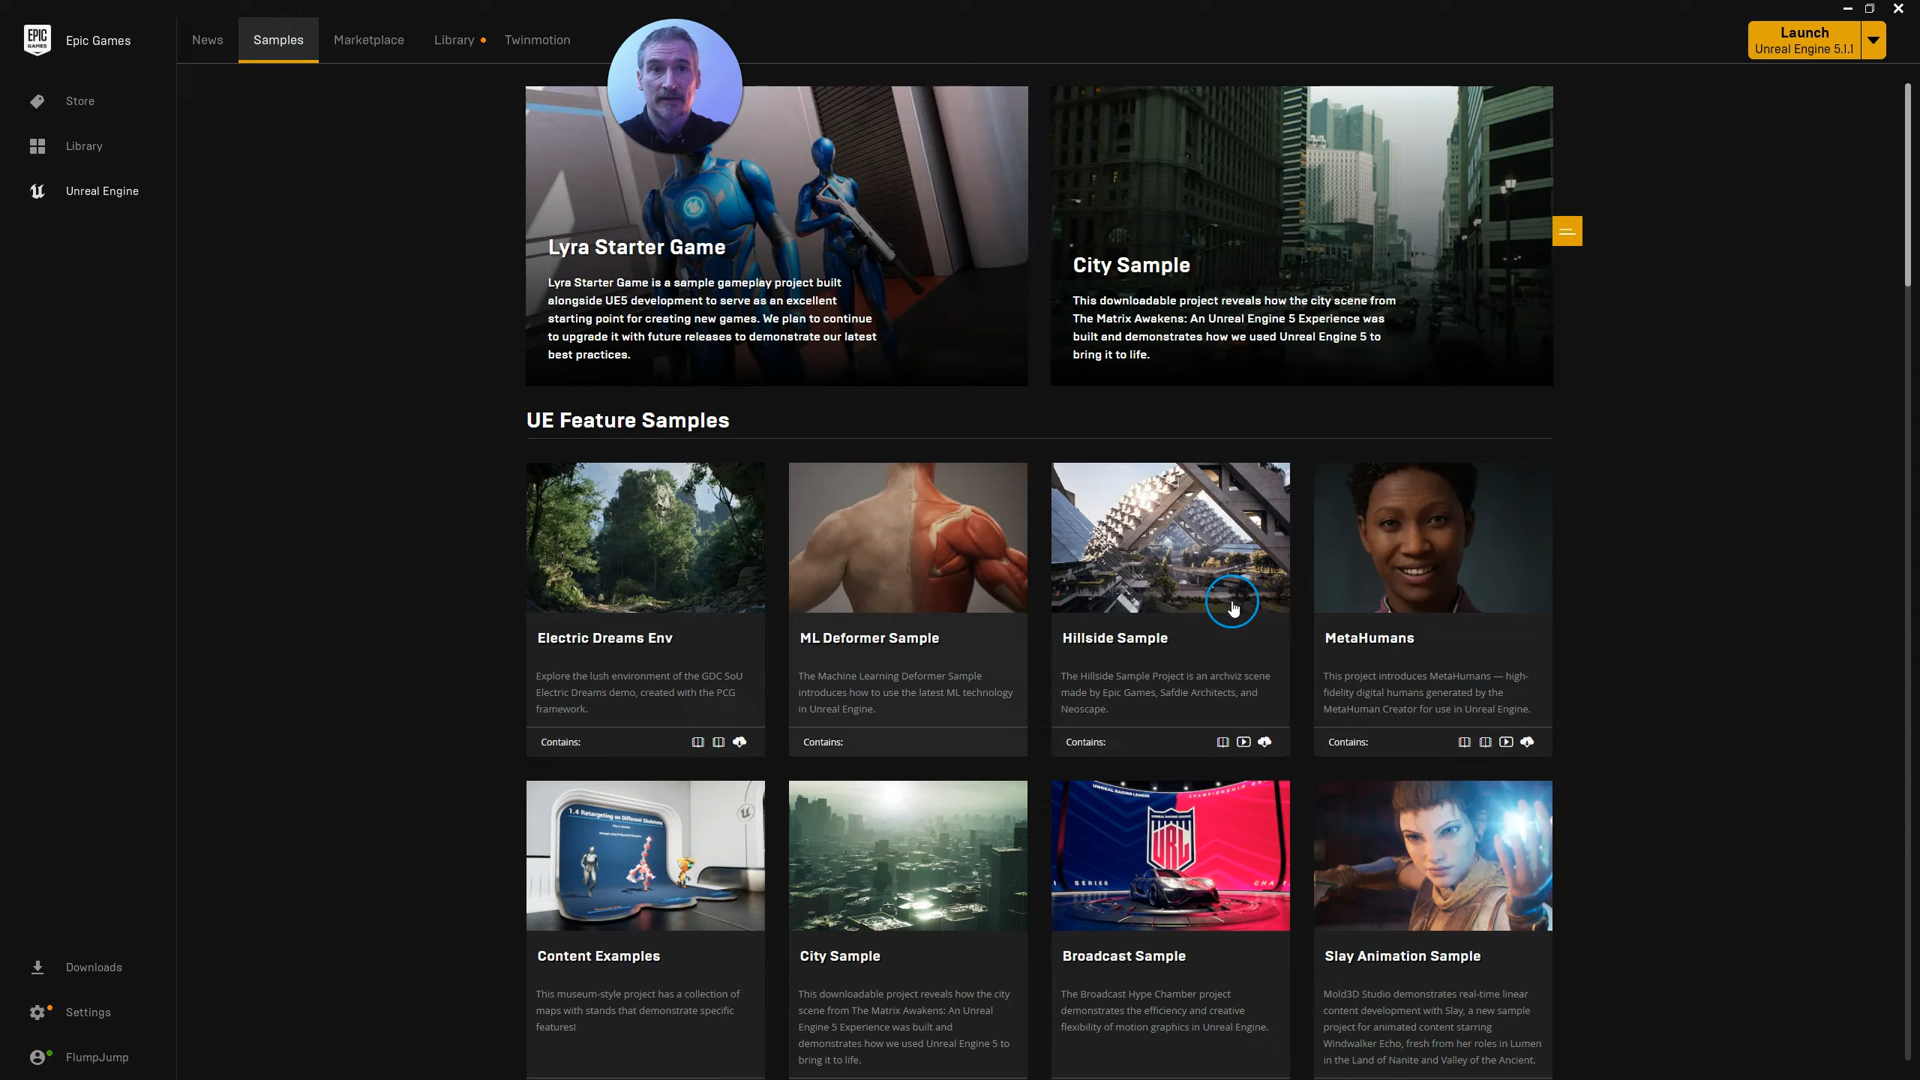 EPIC
GAMES
Epic Games
News
Samples
Marketplace
Library
Twinmotion
Launch
Unreal Engine 5.1.1
Store
Library
Unreal Engine
Lyra Starter Game
Lyra Starter Game is a sample gameplay project built
alongside UE5 development to serve as an excellent
starting point for creating new games. We plan to continue
to upgrade it with future releases to demonstrate our latest
best practices.
City Sample
This downloadable project reveals how the city scene from
The Matrix Awakens: An Unreal Engine 5 Experience was
built and demonstrates how we used Unreal Engine 5 to
bring it to life.
UE Feature Samples
Electric Dreams Env
Explore the lush environment of the GDC SoU
Electric Dreams demo, created with the PCG
framework.
Contains:
ML Deformer Sample
The Machine Learning Deformer Sample
introduces how to use the latest ML technology
in Unreal Engine.
Contains:
Hillside Sample
The Hillside Sample Project is an archviz scene
made by Epic Games, Safdie Architects, and
Neoscape.
Contains:
MetaHumans
This project introduces MetaHumans — high-
fidelity digital humans generated by the
MetaHuman Creator for use in Unreal Engine.
Contains:
1.4 Retargeting on Different Skeletons
Content Examples
This museum-style project has a collection of
maps with stands that demonstrate specific
features!
City Sample
This downloadable project reveals how the city
scene from The Matrix Awakens: An Unreal
Engine 5 Experience was built and
demonstrates how we used Unreal Engine 5 to
bring it to life.
UNREAL RACING LEAGUE
CHAMPIONSHIP
URL
SERIES
Broadcast Sample
The Broadcast Hype Chamber project
demonstrates the efficiency and creative
flexibility of motion graphics in Unreal Engine.
Slay Animation Sample
Mold3D Studio demonstrates real-time linear
content development with Slay, a new sample
project for animated content starring
Windwalker Echo, fresh from her roles in Lumen
in the Land of Nanite and Valley of the Ancient.
Downloads
Settings
FlumpJump